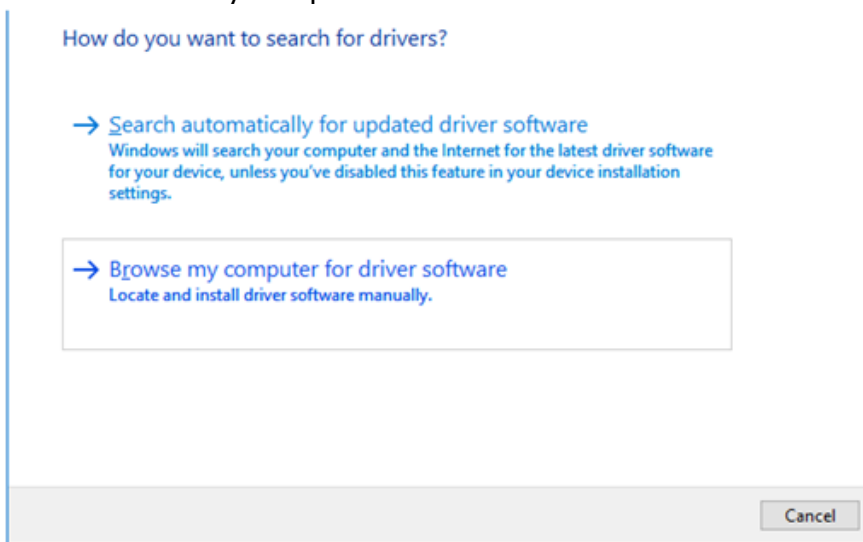 How do you want to search for drivers?
→ Search automatically for updated driver software
Windows will search your computer and the Internet for the latest driver software
for your device, unless you've disabled this feature in your device installation
settings.
→ Browse my computer for driver software
Locate and install driver software manually.
Cancel